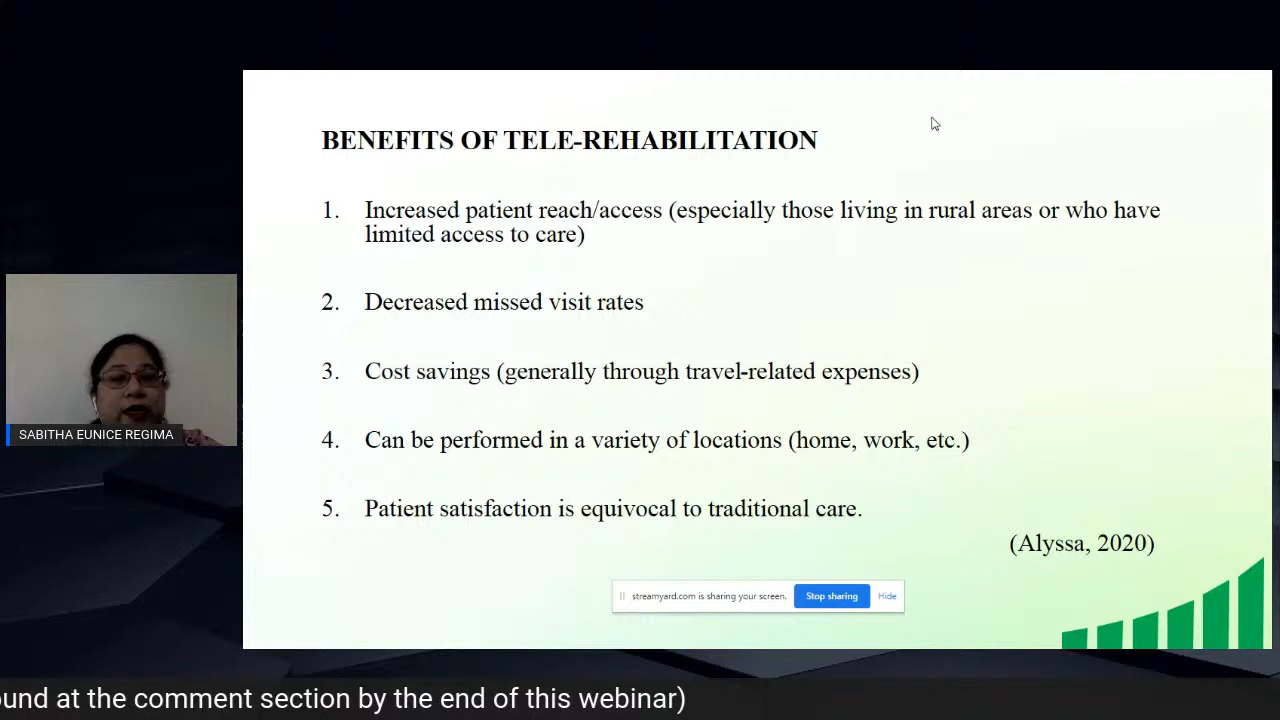 BENEFITS OF TELE-REHABILITATION
1. Increased patient reach/access (especially those living in rural areas or who have
limited access to care)
2. Decreased missed visit rates
3. Cost savings (generally through travel-related expenses)
4. Can be performed in a variety of locations (home, work, etc.)
5. Patient satisfaction is equivocal to traditional care.
(Alyssa, 2020)
SABITHA EUNICE REGIMA
streamyard.com is sharing your screen. Stop sharing Hide
at the comment section by the end of this webinar)